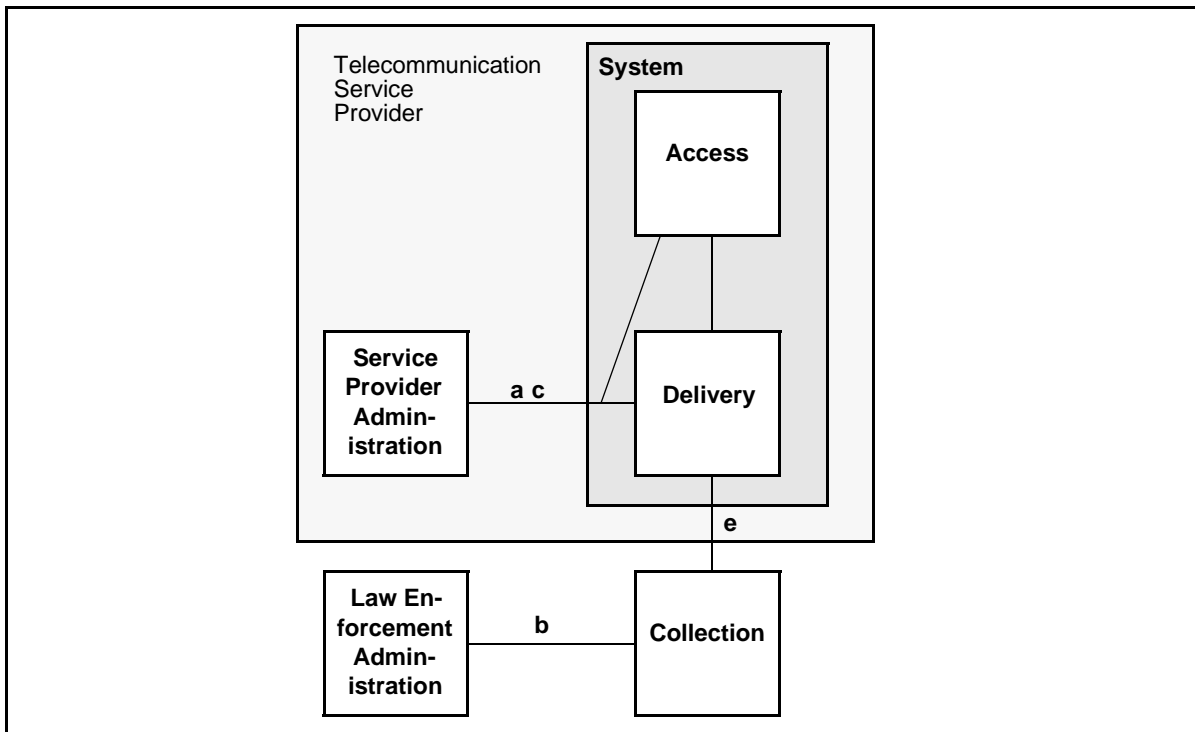 Telecommunication
Service
Provider
System
Access
Service
Provider
Admin-
istration
a c
Delivery
e
Law En-
forcement
Admin-
istration
b
Collection